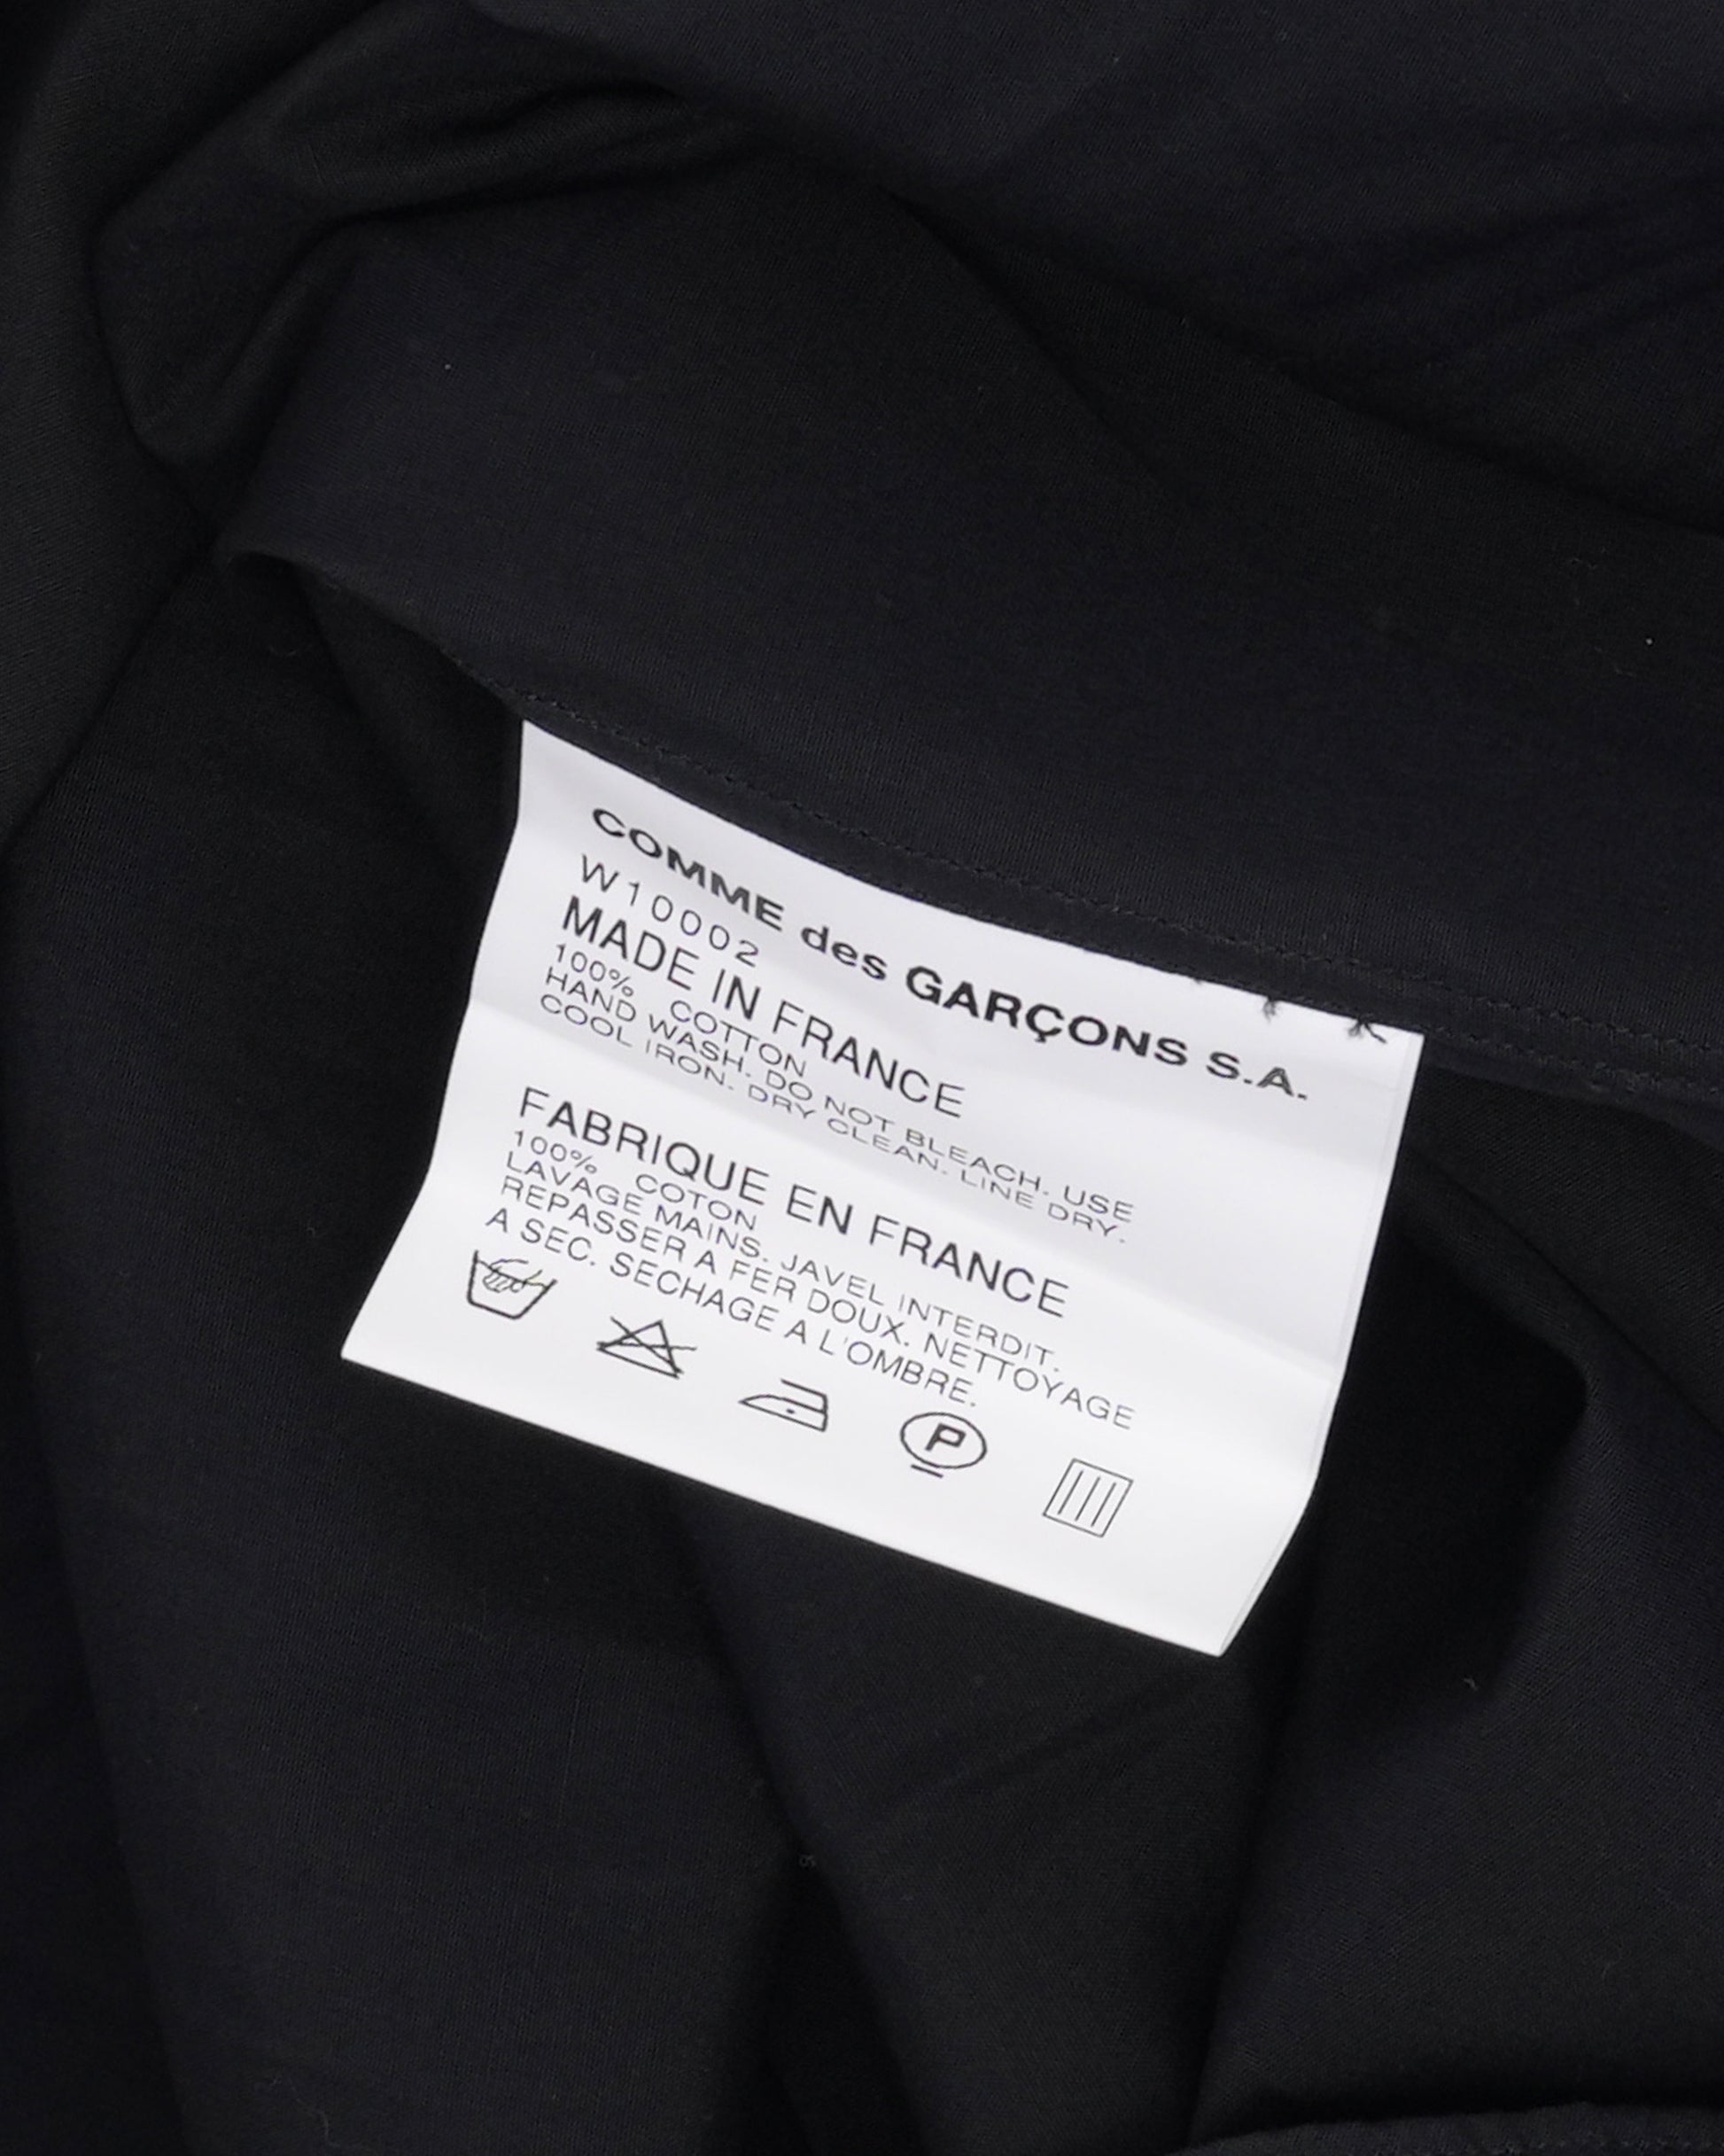 COMME des GARÇONS S.A.
W10002
MADE IN FRANCE
100% COTTON
HAND WASH. DO NOT BLEACH. USE
COOL IRON. DRY CLEAN. LINE DRY.
FABRIQUE EN FRANCE
100% COTON
LAVAGE MAINS. JAVEL INTERDIT.
REPASSER A FER DOUX. NETTOYAGE
A SEC. SECHAGE A L'OMBRE.
P